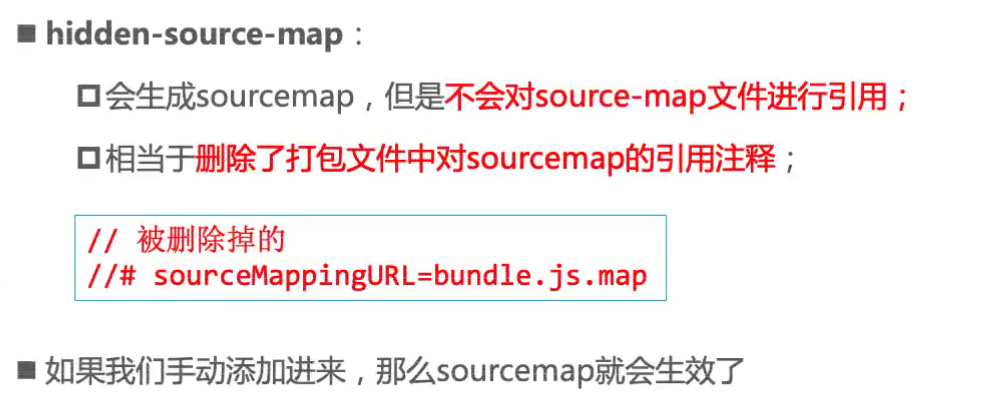 hidden-source-map：
会生成sourcemap，但是不会对source-map文件进行引用；
相当于删除了打包文件中对sourcemap的引用注释；
// 被删除掉的
//# sourceMappingURL=bundle.js.map
如果我们手动添加进来，那么sourcemap就会生效了